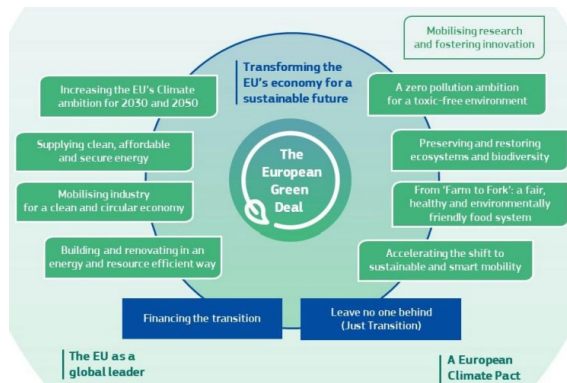 Mobilising research
and fostering innovation
Transforming the
EU's economy for a
sustainable future
Increasing the EU's Climate
ambition for 2030 and 2050
A zero pollution ambition
for a toxic-free environment
Supplying clean, affordable
and secure energy
The
European
Green
Deal
Preserving and restoring
ecosystems and biodiversity
Mobilising industry
for a clean and circular economy
From 'Farm to Fork': a fair,
healthy and environmentally
friendly food system
Building and renovating in an
energy and resource efficient way
Accelerating the shift to
sustainable and smart mobility
Financing the transition
Leave no one behind
(Just Transition)
The EU as a
global leader
A European
Climate Pact